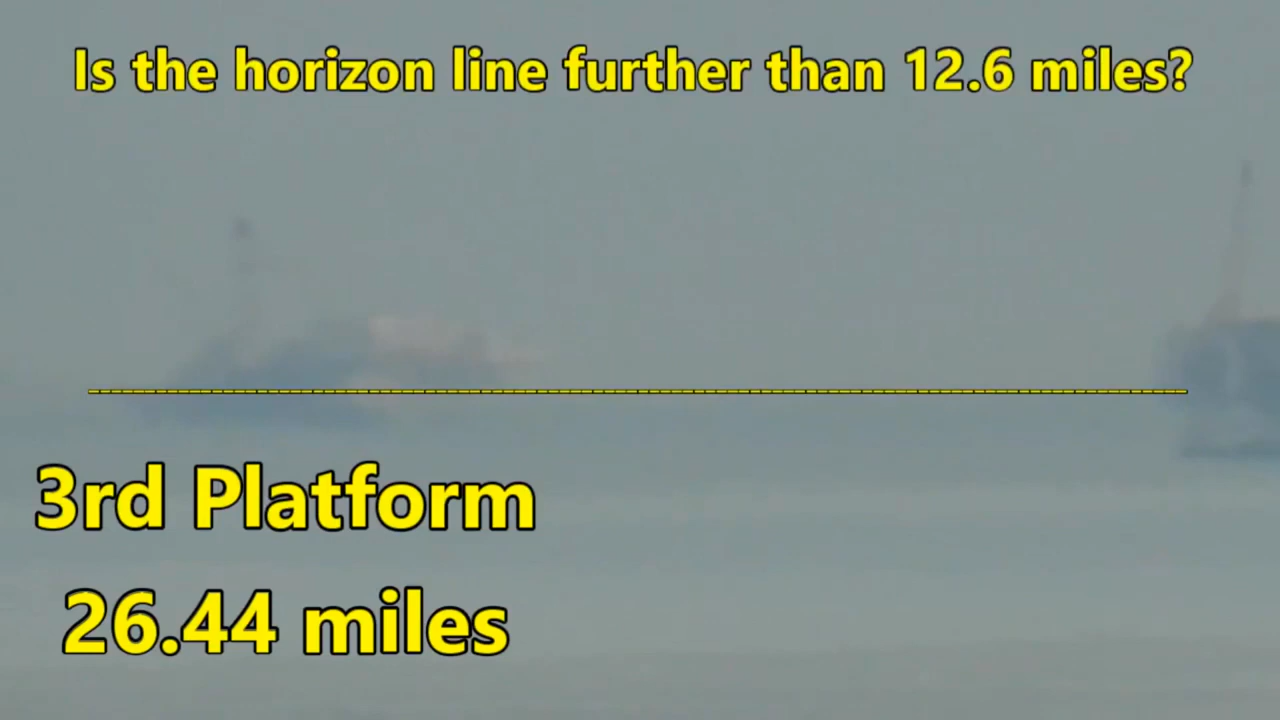 Is the horizon line further than 12.6 miles?
3rd Platform
26.44 miles